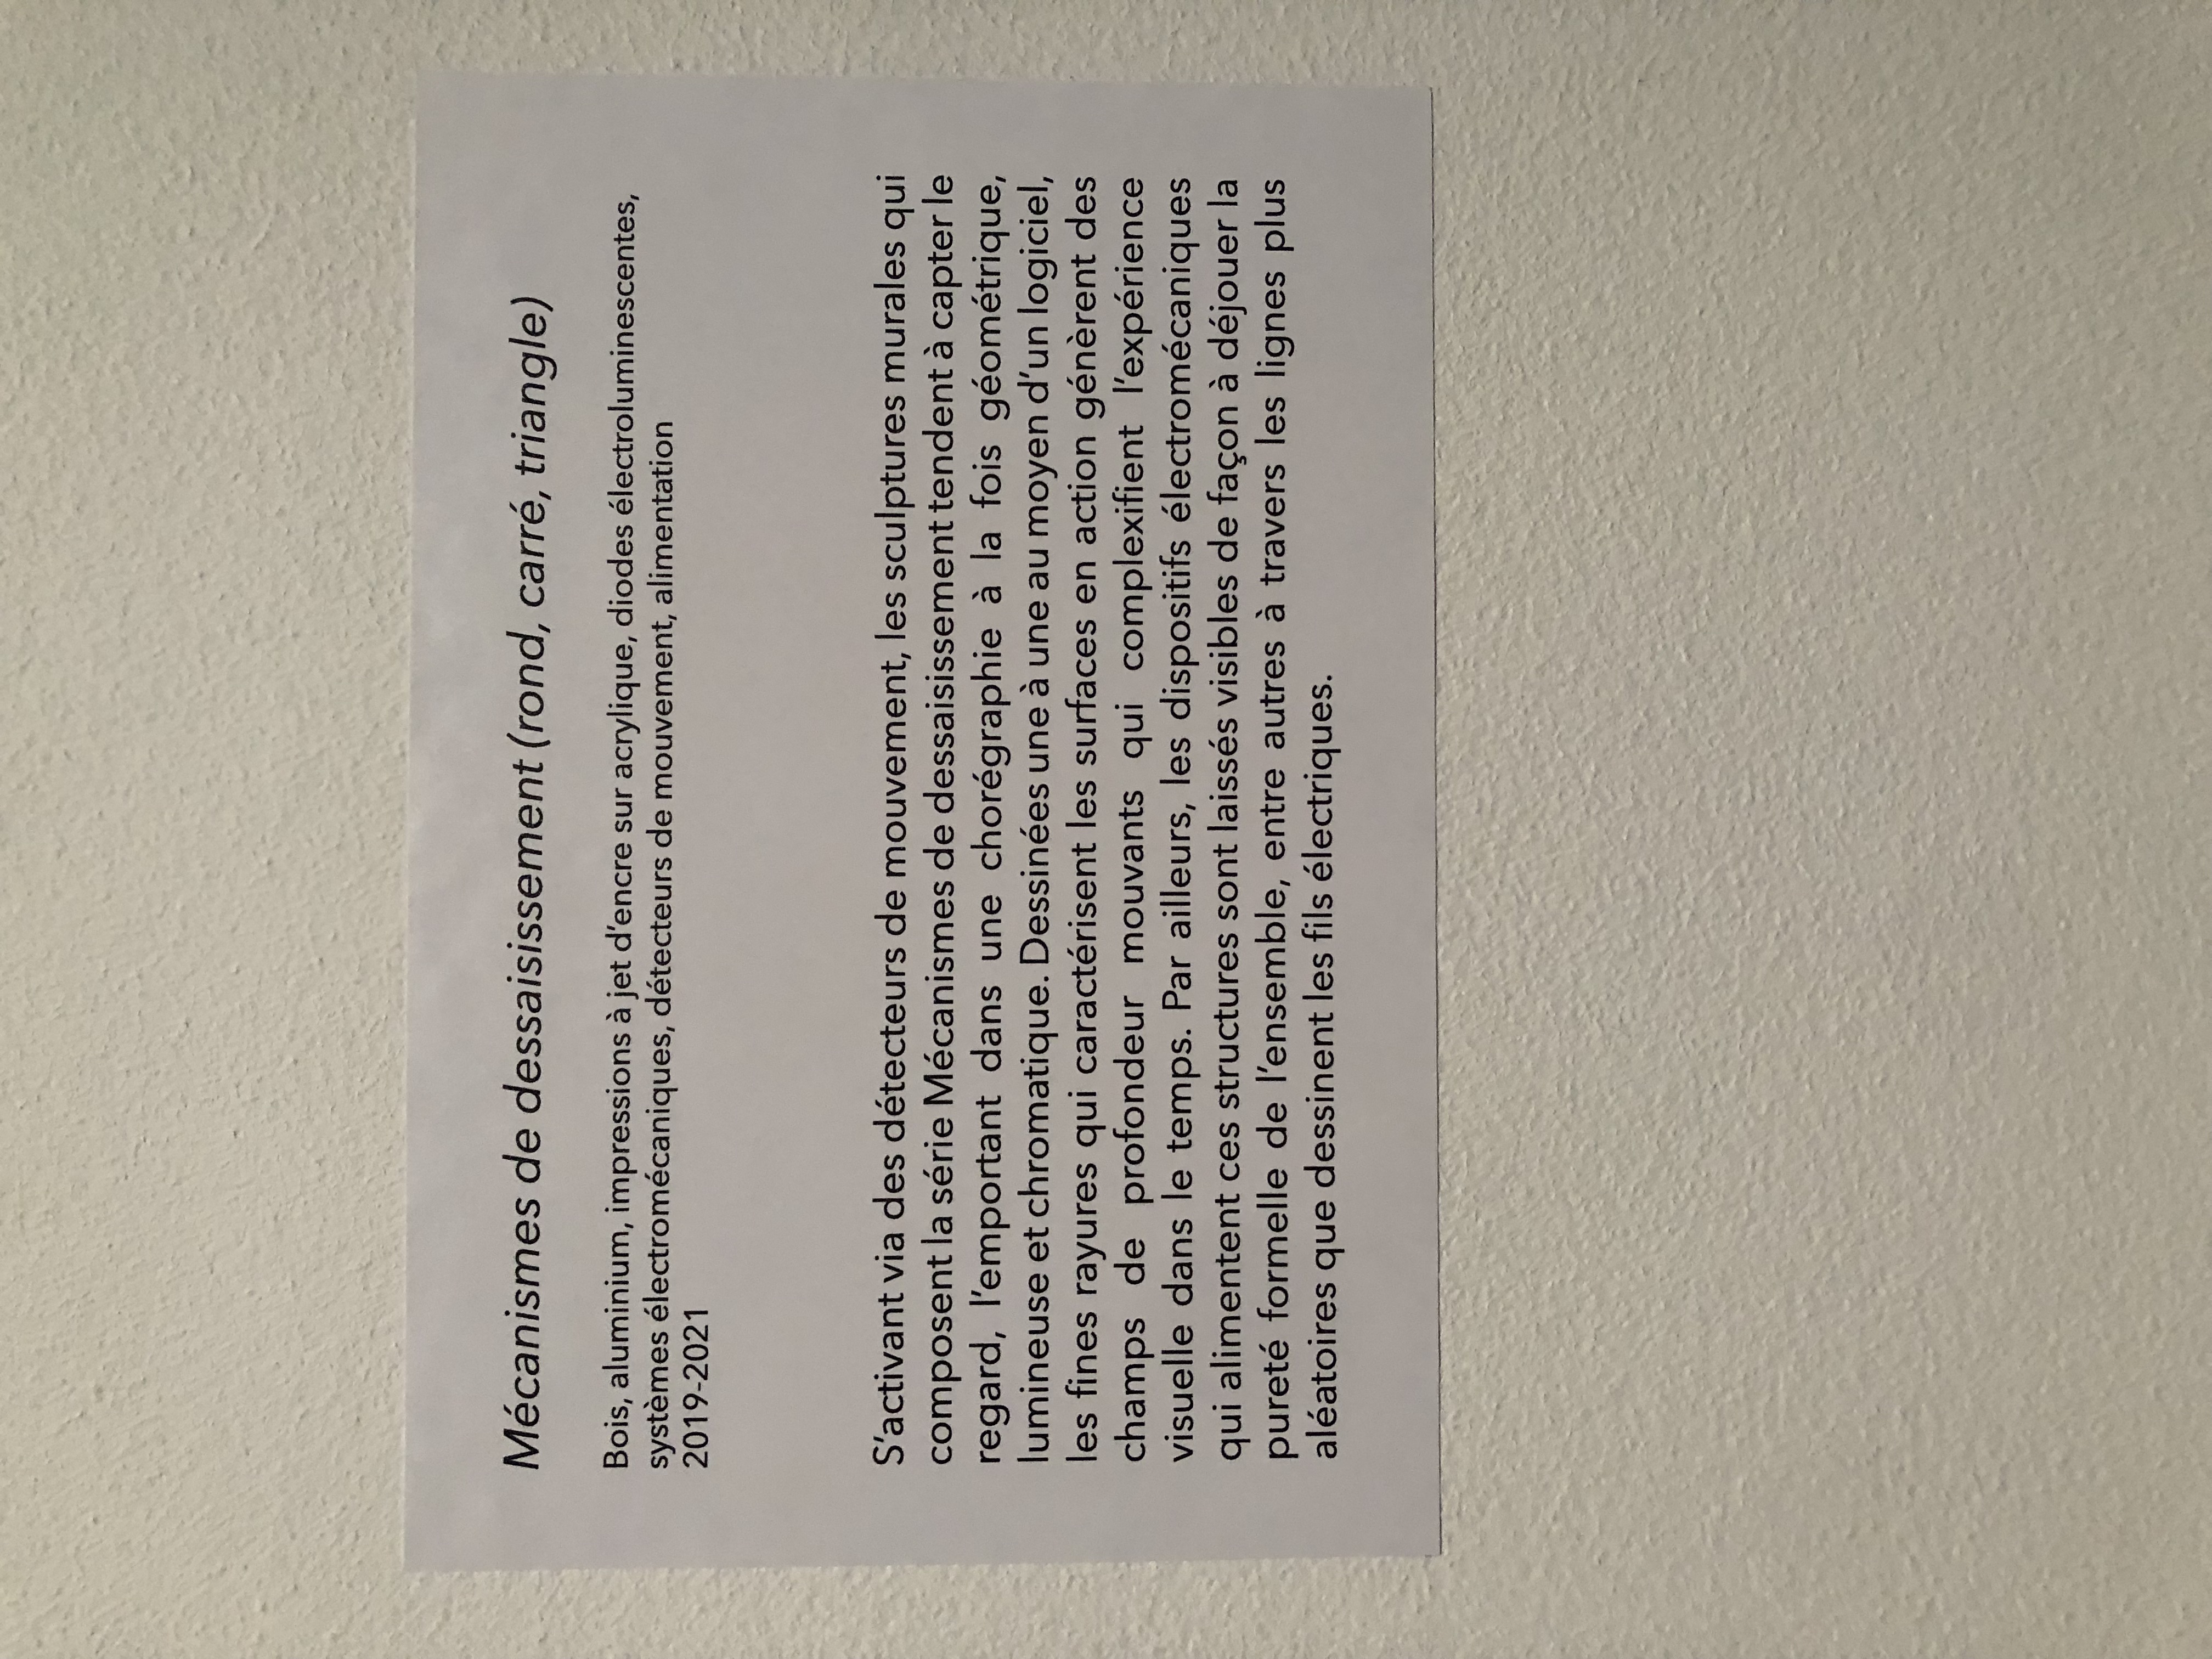 Mécanismes de dessaisissement (rond, carré, triangle)
Bois, aluminium, impressions à jet d'encre sur acrylique, diodes électroluminescentes,
systèmes électromécaniques, détecteurs de mouvement, alimentation
2019-2021
S'activant via des détecteurs de mouvement, les sculptures murales qui
composent la série Mécanismes de dessaisissement tendent à capter le
regard, l'emportant dans une chorégraphie à la fois géométrique,
lumineuse et chromatique. Dessinées une à une au moyen d'un logiciel,
les fines rayures qui caractérisent les surfaces en action génèrent des
champs de profondeur mouvants qui complexifient l'expérience
visuelle dans le temps. Par ailleurs, les dispositifs électromécaniques
qui alimentent ces structures sont laissés visibles de façon à déjouer la
pureté formelle de l'ensemble, entre autres à travers les lignes plus
aléatoires que dessinent les fils électriques.